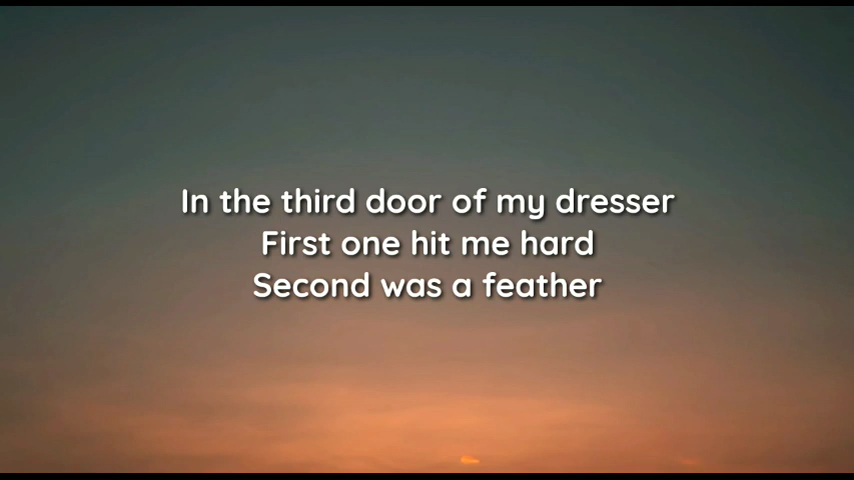 In the third door of my dresser
First one hit me hard
Second was a feather